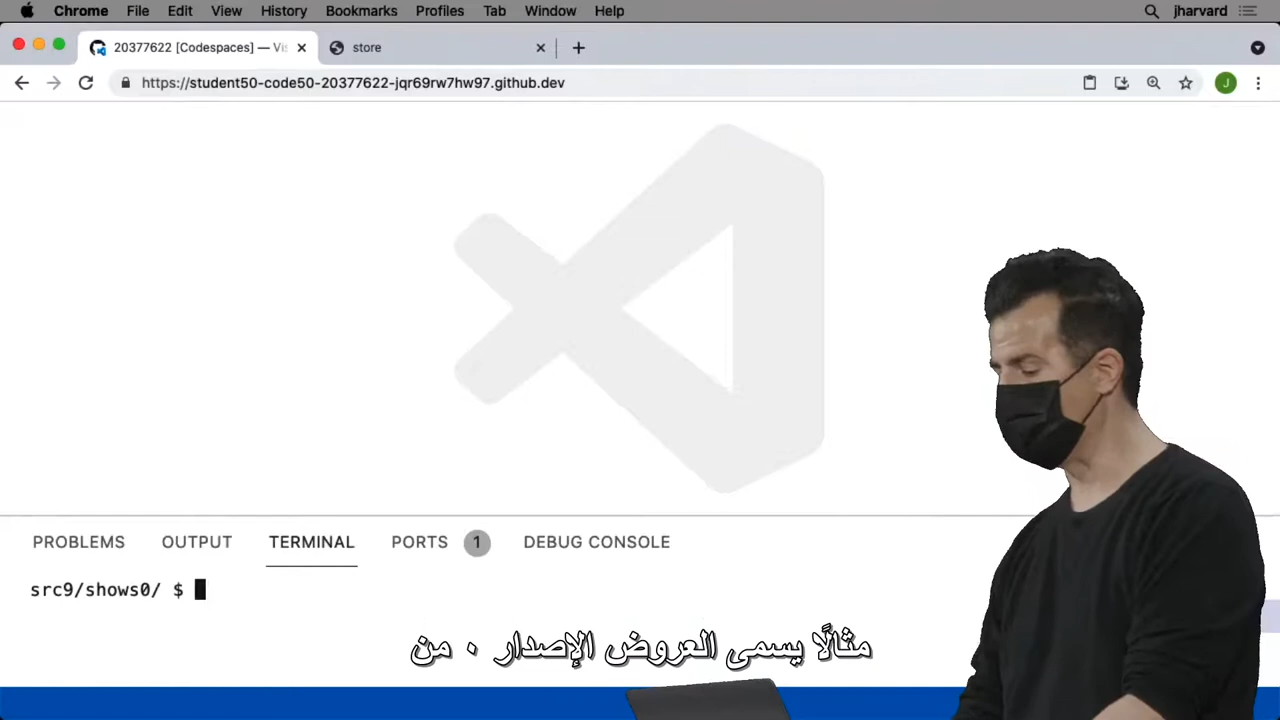 Chrome File Edit View History Bookmarks Profiles Tab Window Help jharvard
20377622 [Codespaces] — Vis store
https://student50-code50-20377622-jqr69rw7hw97.github.dev J
PROBLEMS OUTPUT TERMINAL PORTS 1 DEBUG CONSOLE
src9/shows0/ $
مثالًا يسمى العروض الإصدار ٠ من